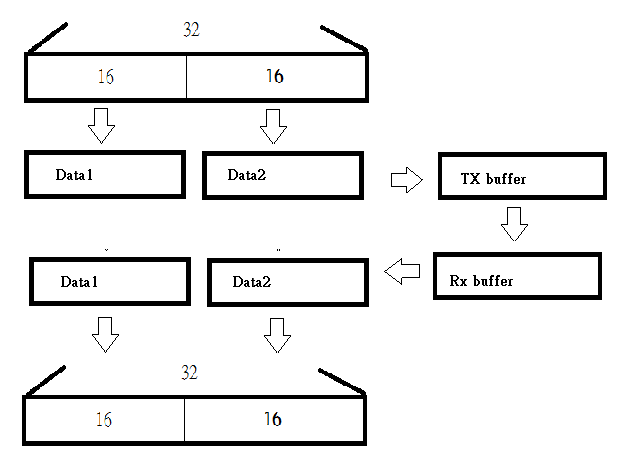 32
16 16
Data1 Data2 TX buffer
Data1 Data2 Rx buffer
32
16 16